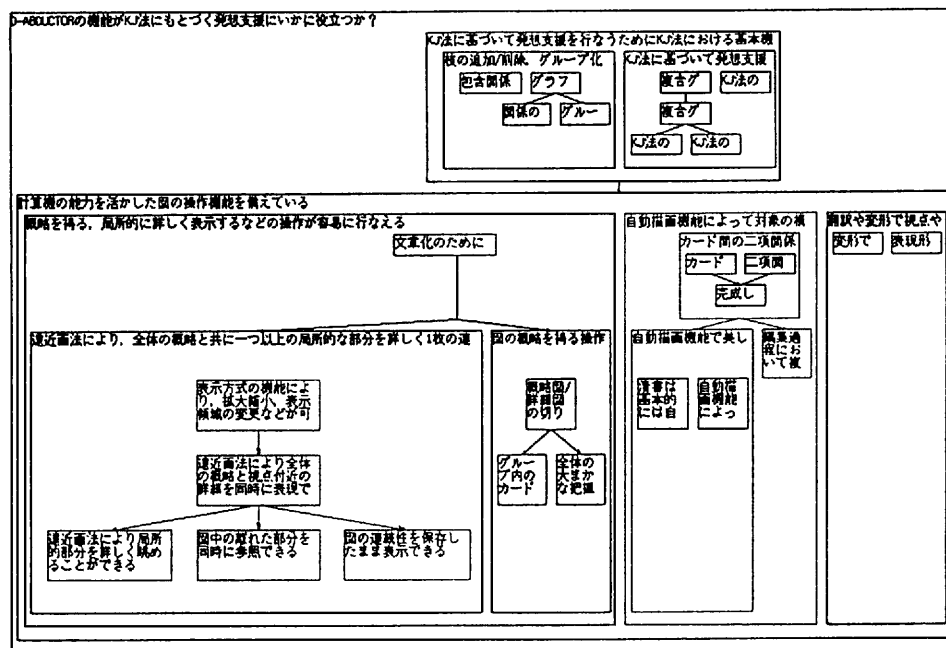 D-ABDUCTORの機能がKJ法にもとづく発想支援にいかに役立つか?
KJ法に基づいて発想支援を行なうためにKJ法における基本機
枝の追加/削除, グループ化
包含関係
グラフ
関係の
グルー
KJ法に基づいて発想支援
複合グ
KJ法の
複合グ
KJ法の
KJ法の
計算機の能力を活かした図の操作機能を備えている
概略を得る, 局所的に詳しく表示するなどの操作が容易に行なえる
文章化のために
遠近画法により, 全体の概略と共に一つ以上の局所的な部分を詳しく1枚の連
表示方式の機能によ
り, 拡大縮小, 表示
領域の変更などが可
遠近画法により全体
の概略と視点付近の
詳細を同時に表現で
遠近画法により局所
的部分を詳しく眺め
ることができる
図中の離れた部分を
同時に参照できる
図の連続性を保存し
たまま表示できる
図の概略を得る操作
概略図/
詳細図
の切り
グルー
プ内の
カード
全体の
大まか
な把握
自動描画機能によって対象の複
カード間の二項関係
カード
二項関
完成し
自動描画機能で美し
清書は
基本的
には自
自動描
画機能
によっ
編集過
程にお
いて複
翻訳や変形で視点や
変形で
表現形